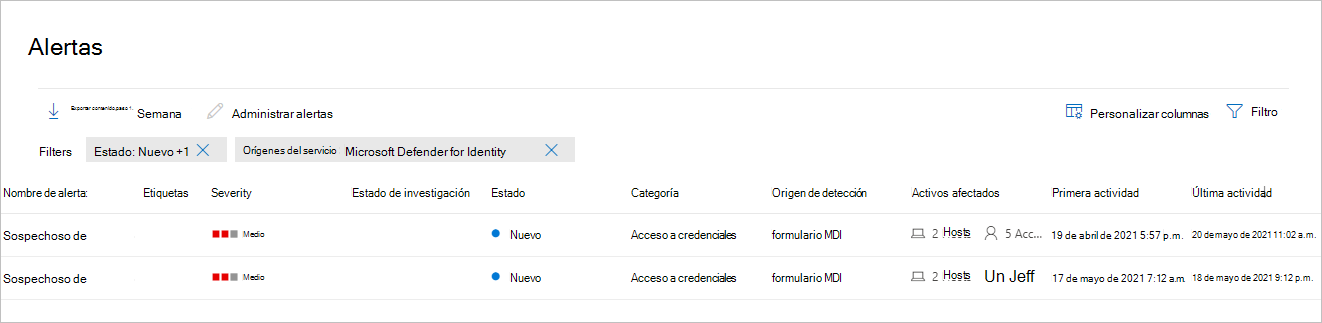 Alertas
Exportar contenido paso 1. Semana Administrar alertas Personalizar columnas Filtro
Filters Estado: Nuevo +1 Orígenes del servicio Microsoft Defender for Identity
Nombre de alerta: Etiquetas Severity Estado de investigación Estado Categoría Origen de detección Activos afectados Primera actividad Última actividad
Sospechoso de Medio Nuevo Acceso a credenciales formulario MDI 2 Hosts 5 Acc... 19 de abril de 2021 5:57 p.m. 20 de mayo de 2021 11:02 a.m.
Sospechoso de Medio Nuevo Acceso a credenciales formulario MDI 2 Hosts Un Jeff 17 de mayo de 2021 7:12 a.m. 18 de mayo de 2021 9:12 p.m.